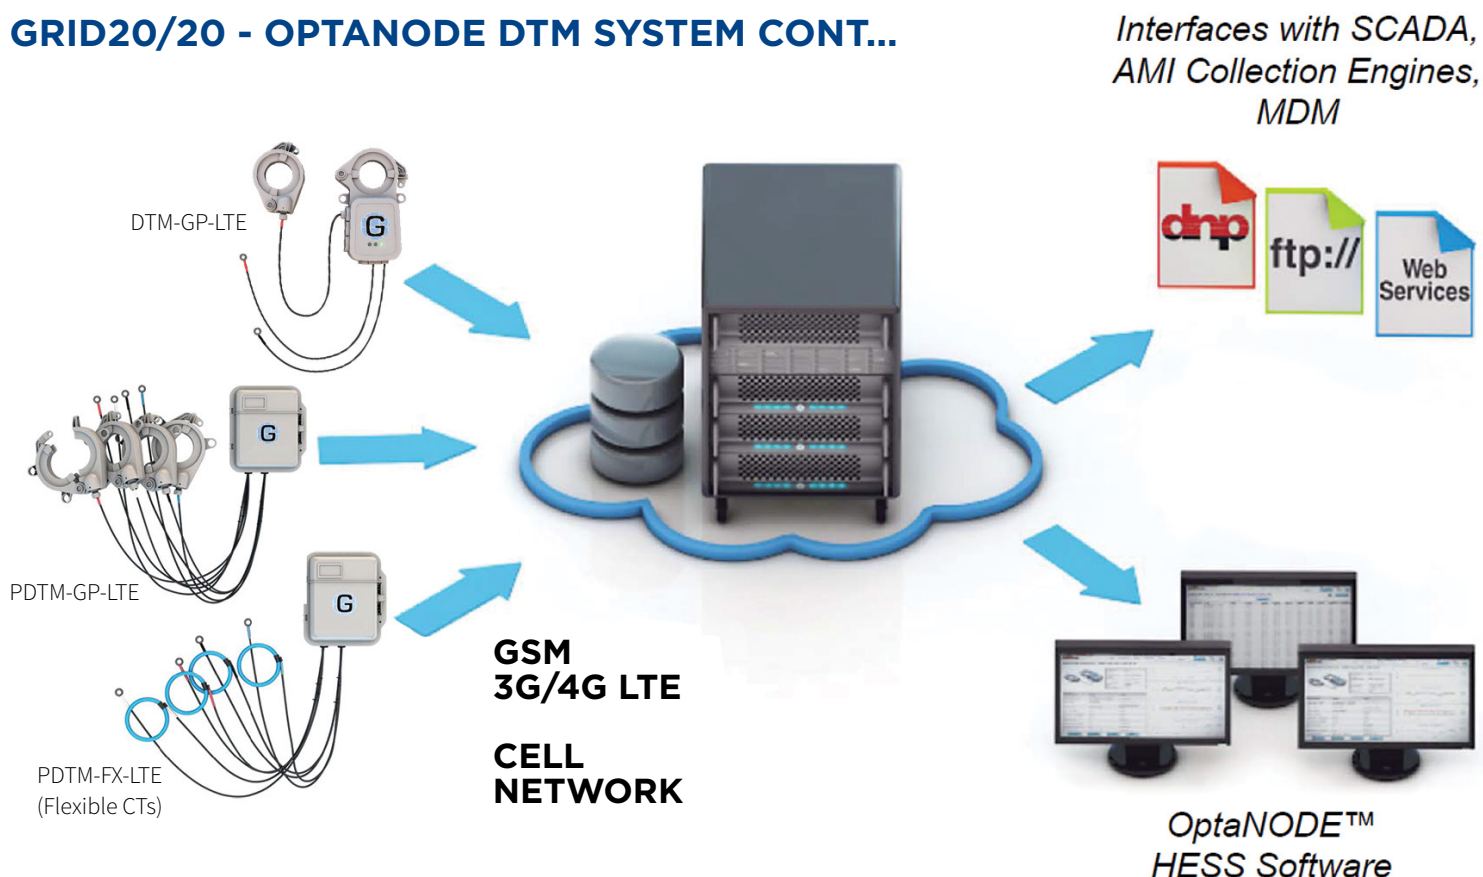 GRID20/20 - OPTANODE DTM SYSTEM CONT...
Interfaces with SCADA,
AMI Collection Engines,
MDM
DTM-GP-LTE
G
dnp
ftp://
Web
Services
G
PDTM-GP-LTE
G
PDTM-FX-LTE
(Flexible CTs)
GSM
3G/4G LTE
CELL
NETWORK
OptaNODE™
HESS Software